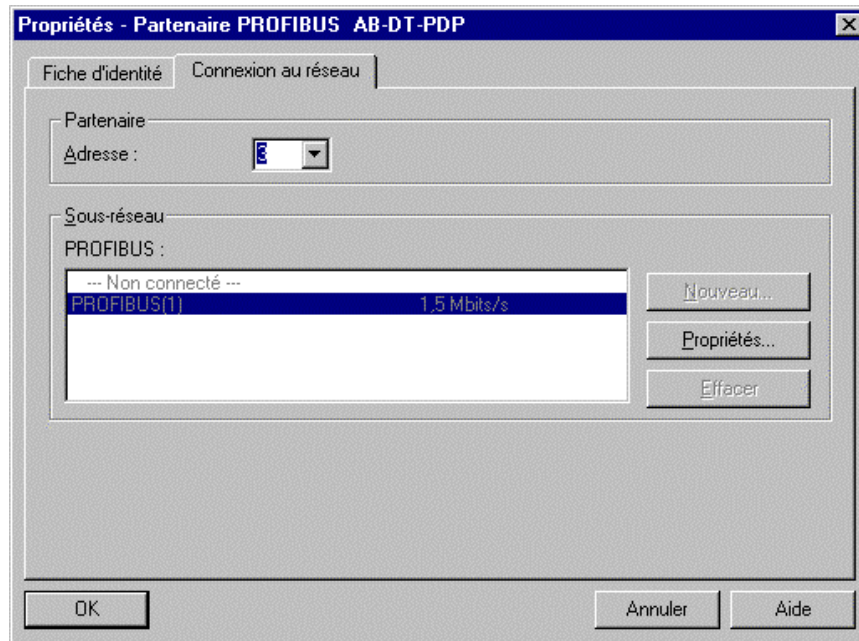 Propriétés - Partenaire PROFIBUS AB-DT-PDP
Fiche d'identité Connexion au réseau
Partenaire
Adresse : 3
Sous-réseau
PROFIBUS :
--- Non connecté ---
PROFIBUS(1) 1,5 Mbits/s
Nouveau...
Propriétés...
Effacer
OK Annuler Aide